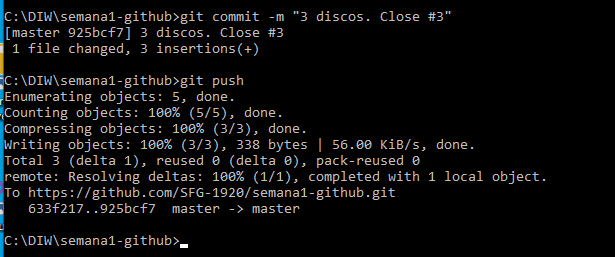 C:\DIW\semana1-github>git commit -m "3 discos. Close #3"
[master 925bcf7] 3 discos. Close #3
 1 file changed, 3 insertions(+)
C:\DIW\semana1-github>git push
Enumerating objects: 5, done.
Counting objects: 100% (5/5), done.
Compressing objects: 100% (3/3), done.
Writing objects: 100% (3/3), 338 bytes | 56.00 KiB/s, done.
Total 3 (delta 1), reused 0 (delta 0), pack-reused 0
remote: Resolving deltas: 100% (1/1), completed with 1 local object.
To https://github.com/SFG-1920/semana1-github.git
   633f217..925bcf7  master -> master
C:\DIW\semana1-github>